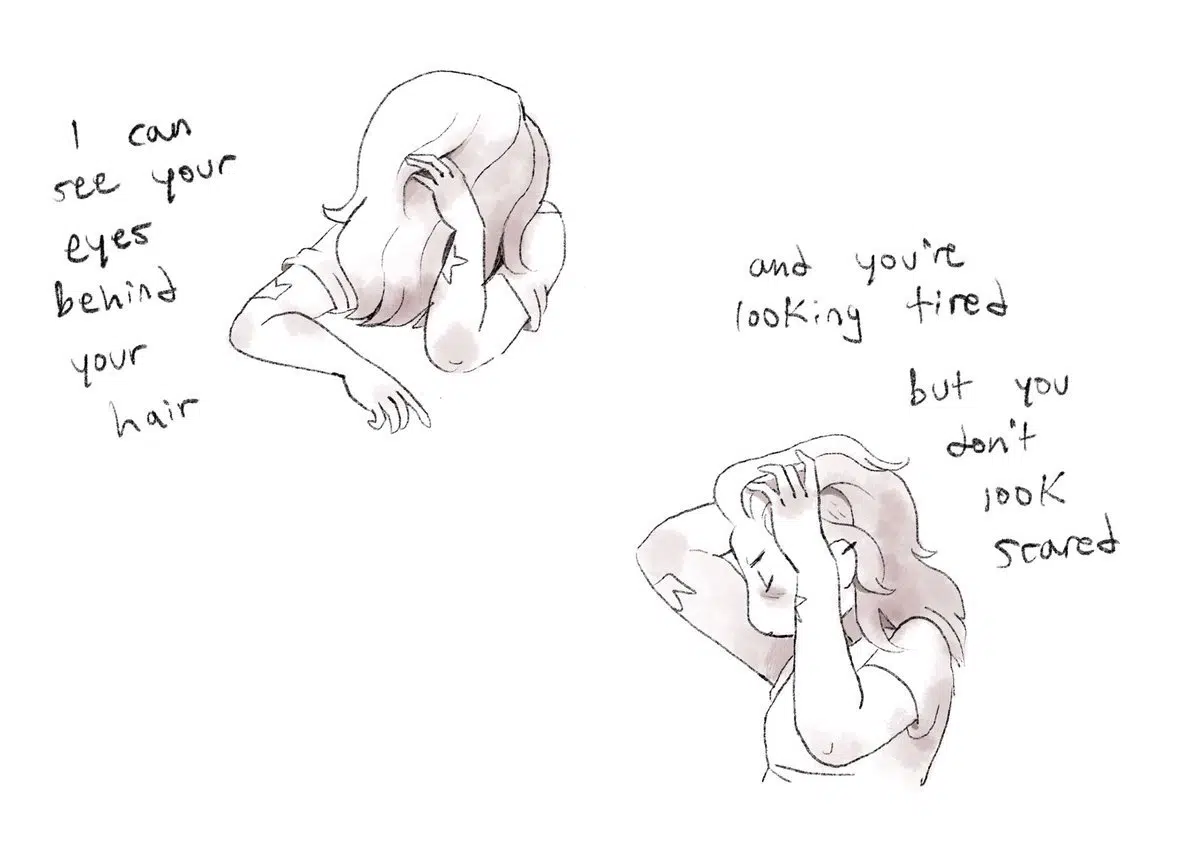 I can
see your
eyes
behind
your
hair
and you're
looking tired
but you
don't
look
scared